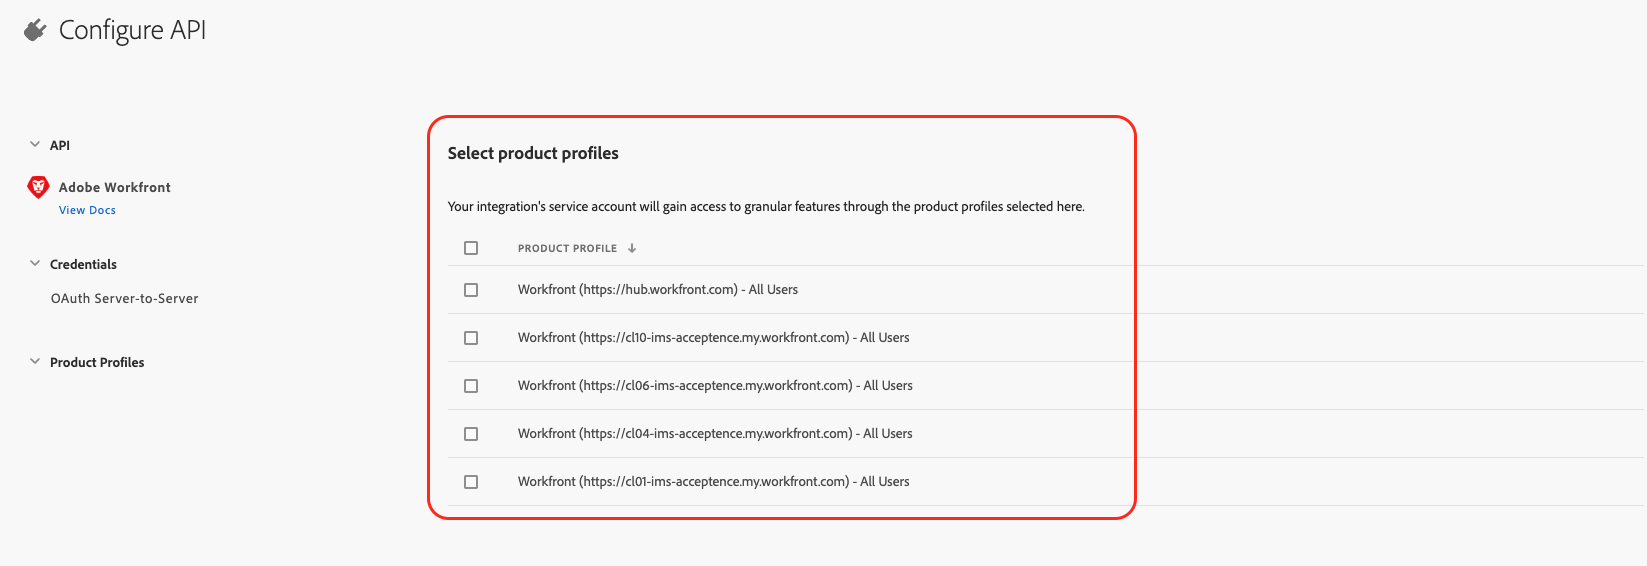 Configure API
API
Adobe Workfront
View Docs
Credentials
OAuth Server-to-Server
Product Profiles
Select product profiles
Your integration's service account will gain access to granular features through the product profiles selected here.
PRODUCT PROFILE
Workfront (https://hub.workfront.com) - All Users
Workfront (https://cl10-ims-acceptence.my.workfront.com) - All Users
Workfront (https://cl06-ims-acceptence.my.workfront.com) - All Users
Workfront (https://cl04-ims-acceptence.my.workfront.com) - All Users
Workfront (https://cl01-ims-acceptence.my.workfront.com) - All Users